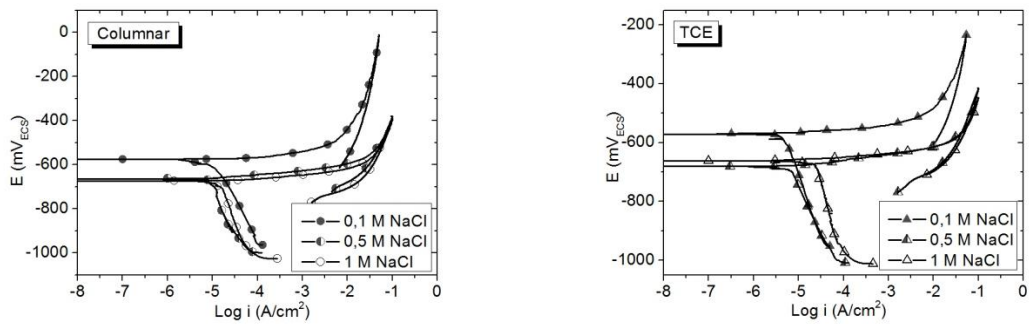 Columnar
0
-200
-400
-600
-800
-1000
E (mV_ECS)
0,1 M NaCl
0,5 M NaCl
1 M NaCl
-8 -7 -6 -5 -4 -3 -2 -1 0
Log i (A/cm²)
TCE
-200
-400
-600
-800
-1000
E (mV_ECS)
0,1 M NaCl
0,5 M NaCl
1 M NaCl
-8 -7 -6 -5 -4 -3 -2 -1 0
Log i (A/cm²)